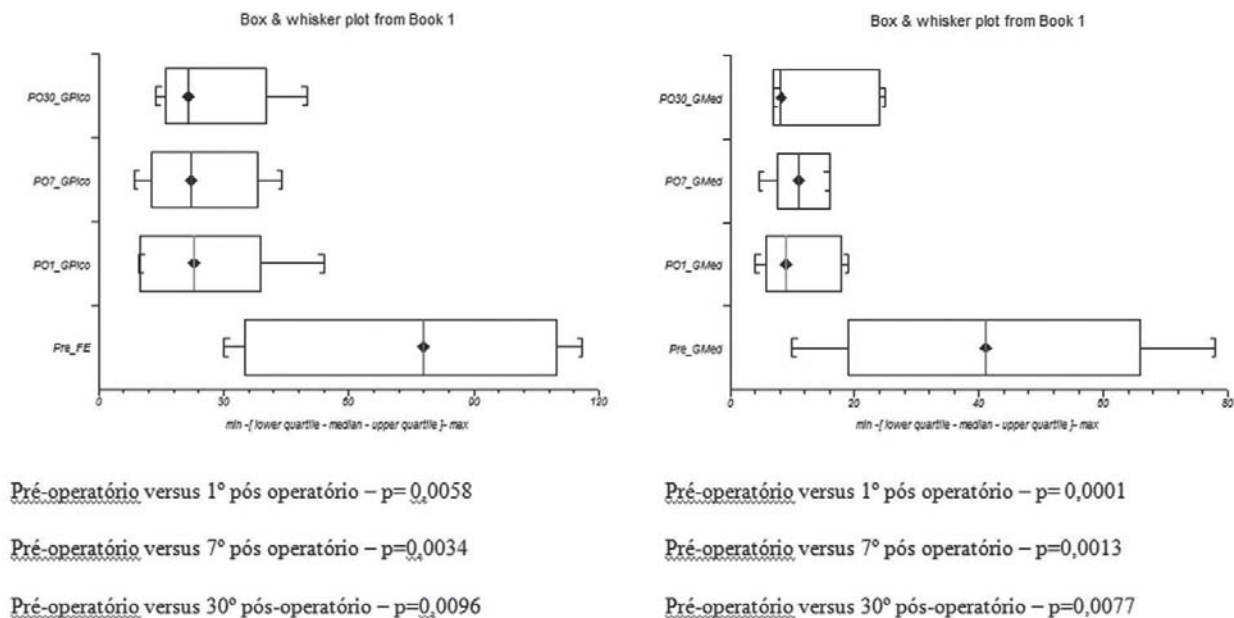 Box & whisker plot from Book 1
PO30_GPico
PO7_GPico
PO1_GPico
Pre_FE
0 30 60 90 120
min -[ lower quartile - median - upper quartile ]- max
Pré-operatório versus 1º pós operatório – p= 0,0058
Pré-operatório versus 7º pós operatório – p=0,0034
Pré-operatório versus 30º pós-operatório – p=0,0096
Box & whisker plot from Book 1
PO30_GMed
PO7_GMed
PO1_GMed
Pre_GMed
0 20 40 60 80
min -[ lower quartile - median - upper quartile ]- max
Pré-operatório versus 1º pós operatório – p= 0,0001
Pré-operatório versus 7º pós operatório – p=0,0013
Pré-operatório versus 30º pós-operatório – p=0,0077